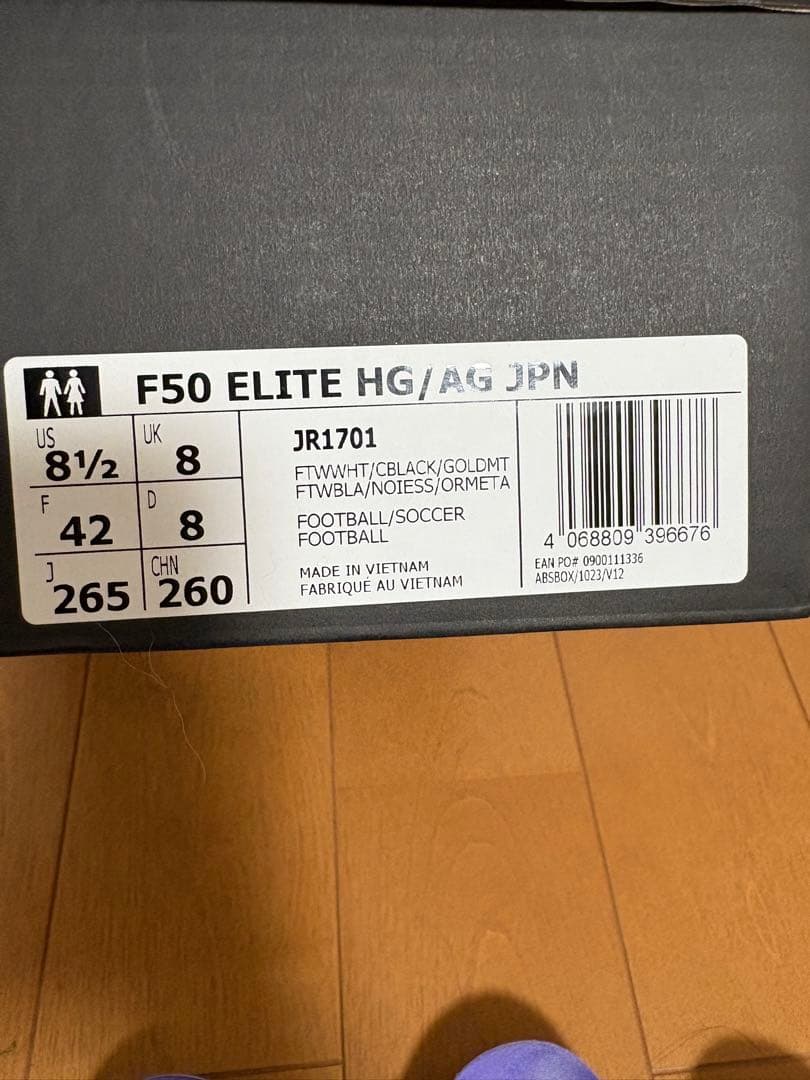 F50 ELITE HG/AG JPN
US
8½
UK
8
F
42
D
8
J
265
CHN
260
JR1701
FTWWHT/CBLACK/GOLDMT
FTWBLA/NOIESS/ORMETA
FOOTBALL/SOCCER
FOOTBALL
MADE IN VIETNAM
FABRIQUÉ AU VIETNAM
4 068809 396676
EAN PO# 0900111336
ABSBOX/1023/V12